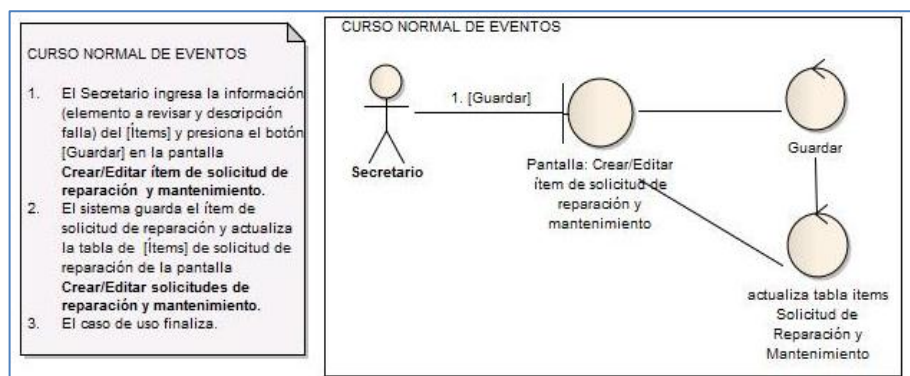 CURSO NORMAL DE EVENTOS
1. El Secretario ingresa la información
(elemento a revisar y descripción
falla) del [Ítems] y presiona el botón
[Guardar] en la pantalla
Crear/Editar ítem de solicitud de
reparación y mantenimiento.
2. El sistema guarda el ítem de
solicitud de reparación y actualiza
la tabla de [Ítems] de solicitud de
reparación de la pantalla
Crear/Editar solicitudes de
reparación y mantenimiento.
3. El caso de uso finaliza.
CURSO NORMAL DE EVENTOS
1. [Guardar]
Secretario
Pantalla: Crear/Editar
ítem de solicitud de
reparación y
mantenimiento
Guardar
actualiza tabla items
Solicitud de
Reparación y
Mantenimiento